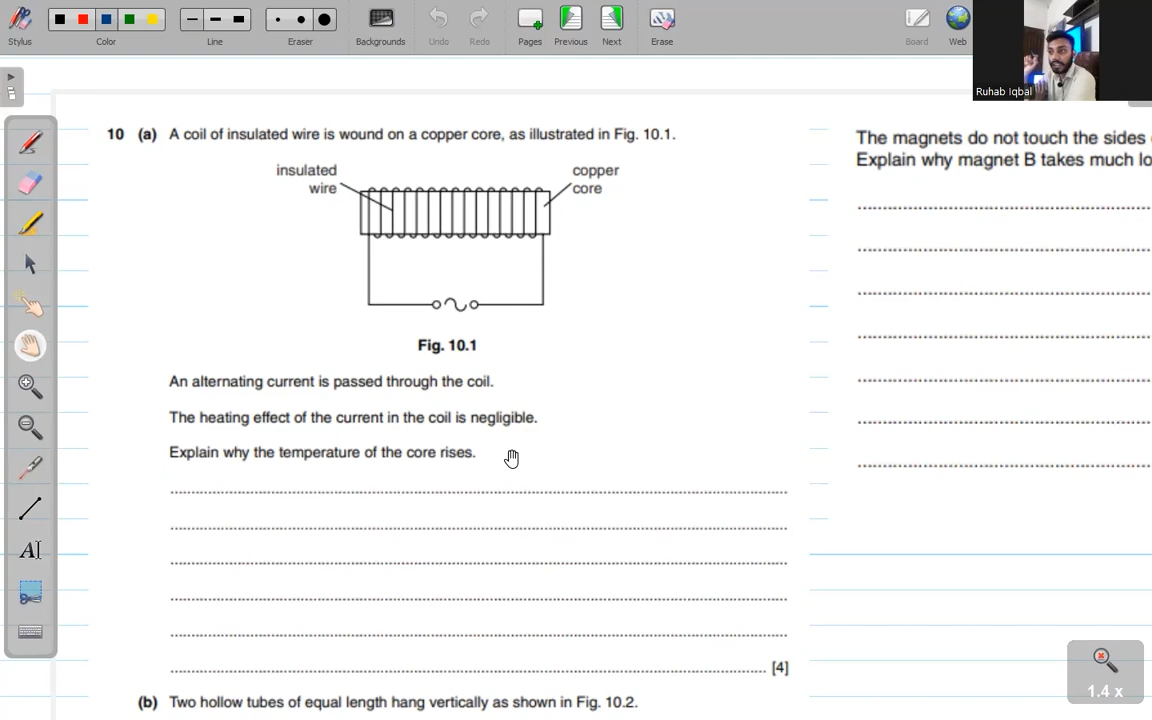 Stylus
Color
Line
Eraser
Backgrounds
Undo
Redo
Pages
Previous
Next
Erase
Board
Web
Ruhab Iqbal
10 (a) A coil of insulated wire is wound on a copper core, as illustrated in Fig. 10.1.
insulated
wire
copper
core
Fig. 10.1
An alternating current is passed through the coil.
The heating effect of the current in the coil is negligible.
Explain why the temperature of the core rises.
[4]
(b) Two hollow tubes of equal length hang vertically as shown in Fig. 10.2.
The magnets do not touch the sides
Explain why magnet B takes much lo
1.4 x